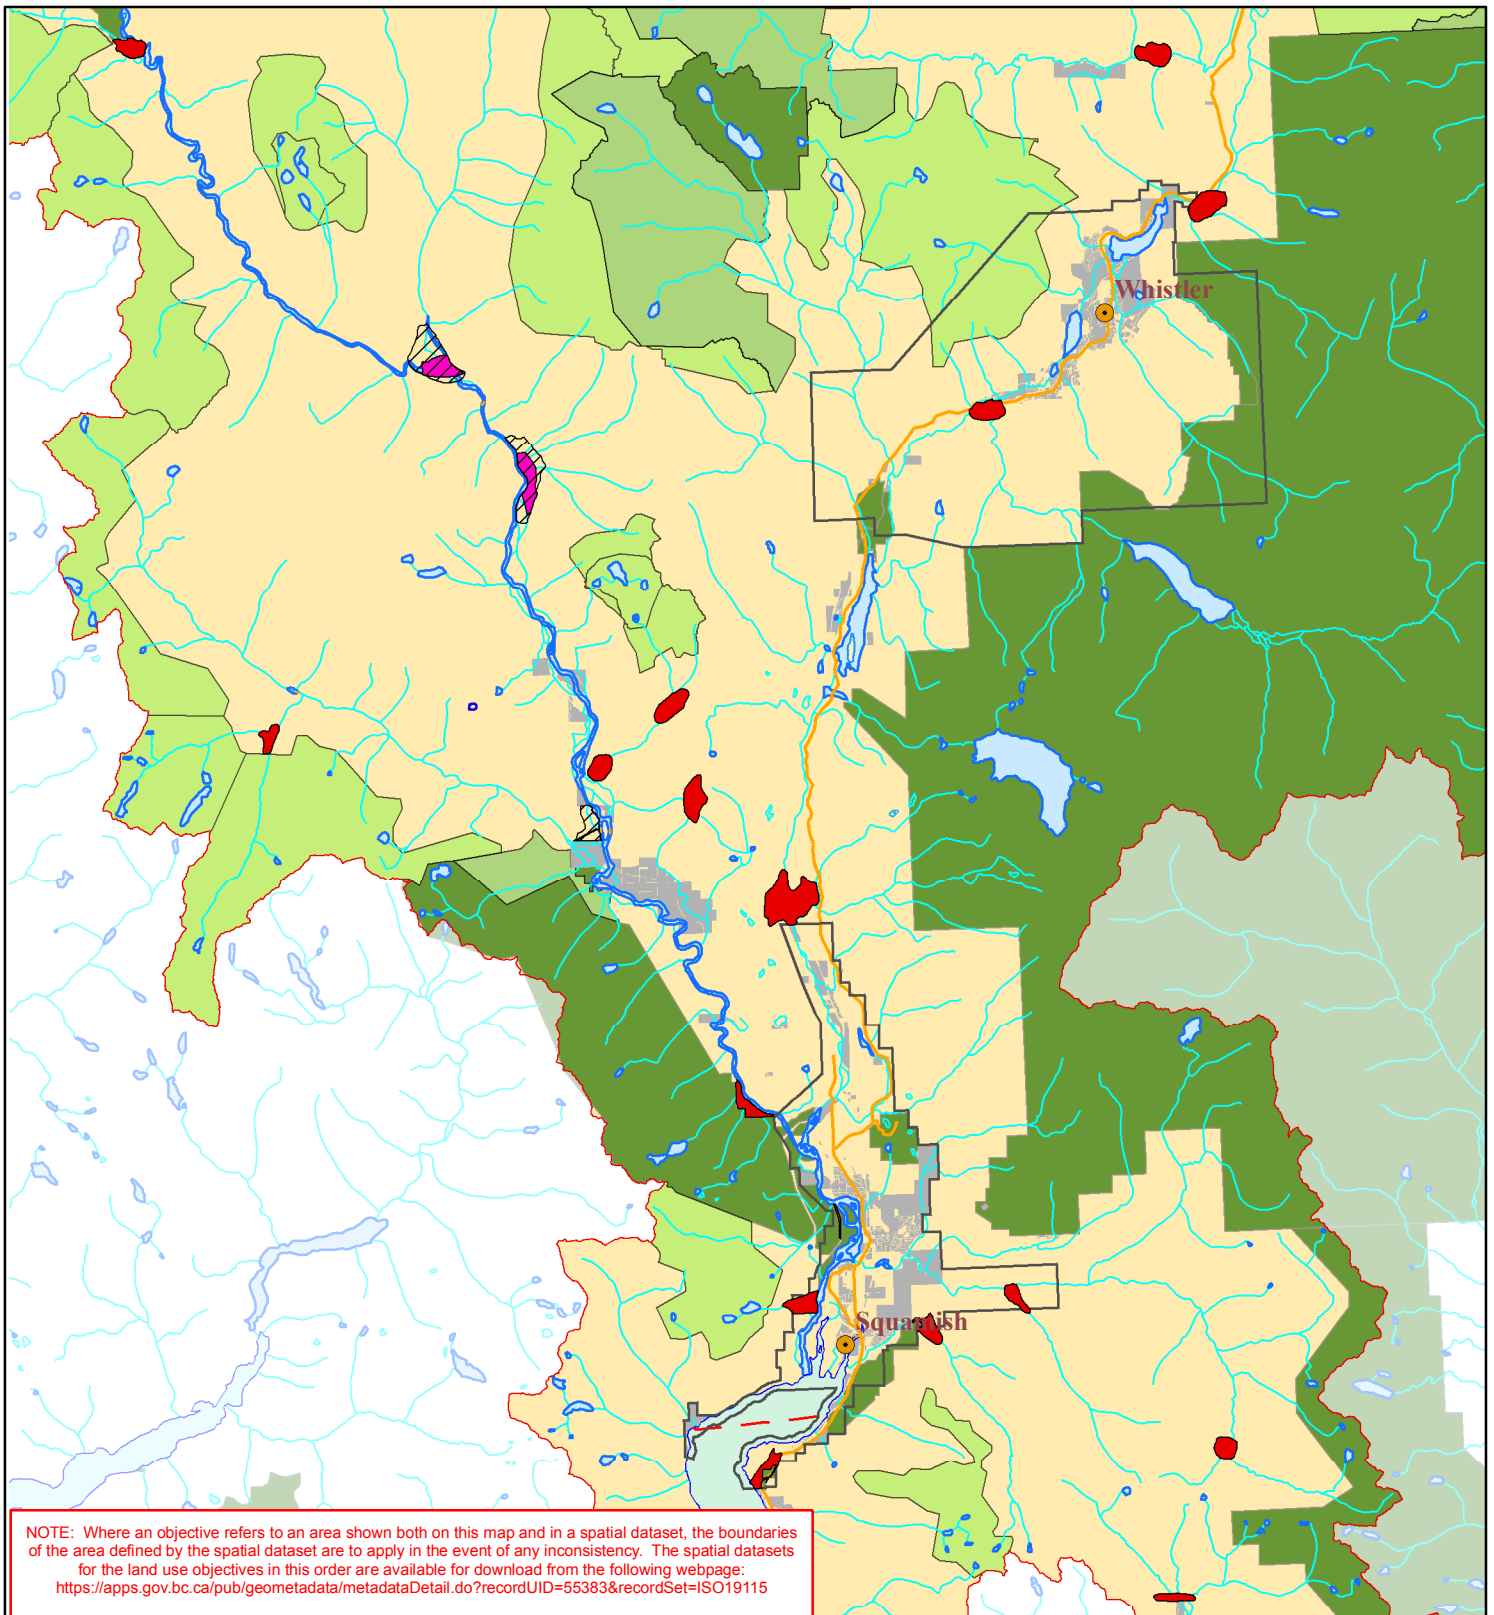 Whistler
Squamish
NOTE: Where an objective refers to an area shown both on this map and in a spatial dataset, the boundaries
of the area defined by the spatial dataset are to apply in the event of any inconsistency. The spatial datasets
for the land use objectives in this order are available for download from the following webpage:
https://apps.gov.bc.ca/pub/geometadata/metadataDetail.do?recordUID=55383&recordSet=ISO19115